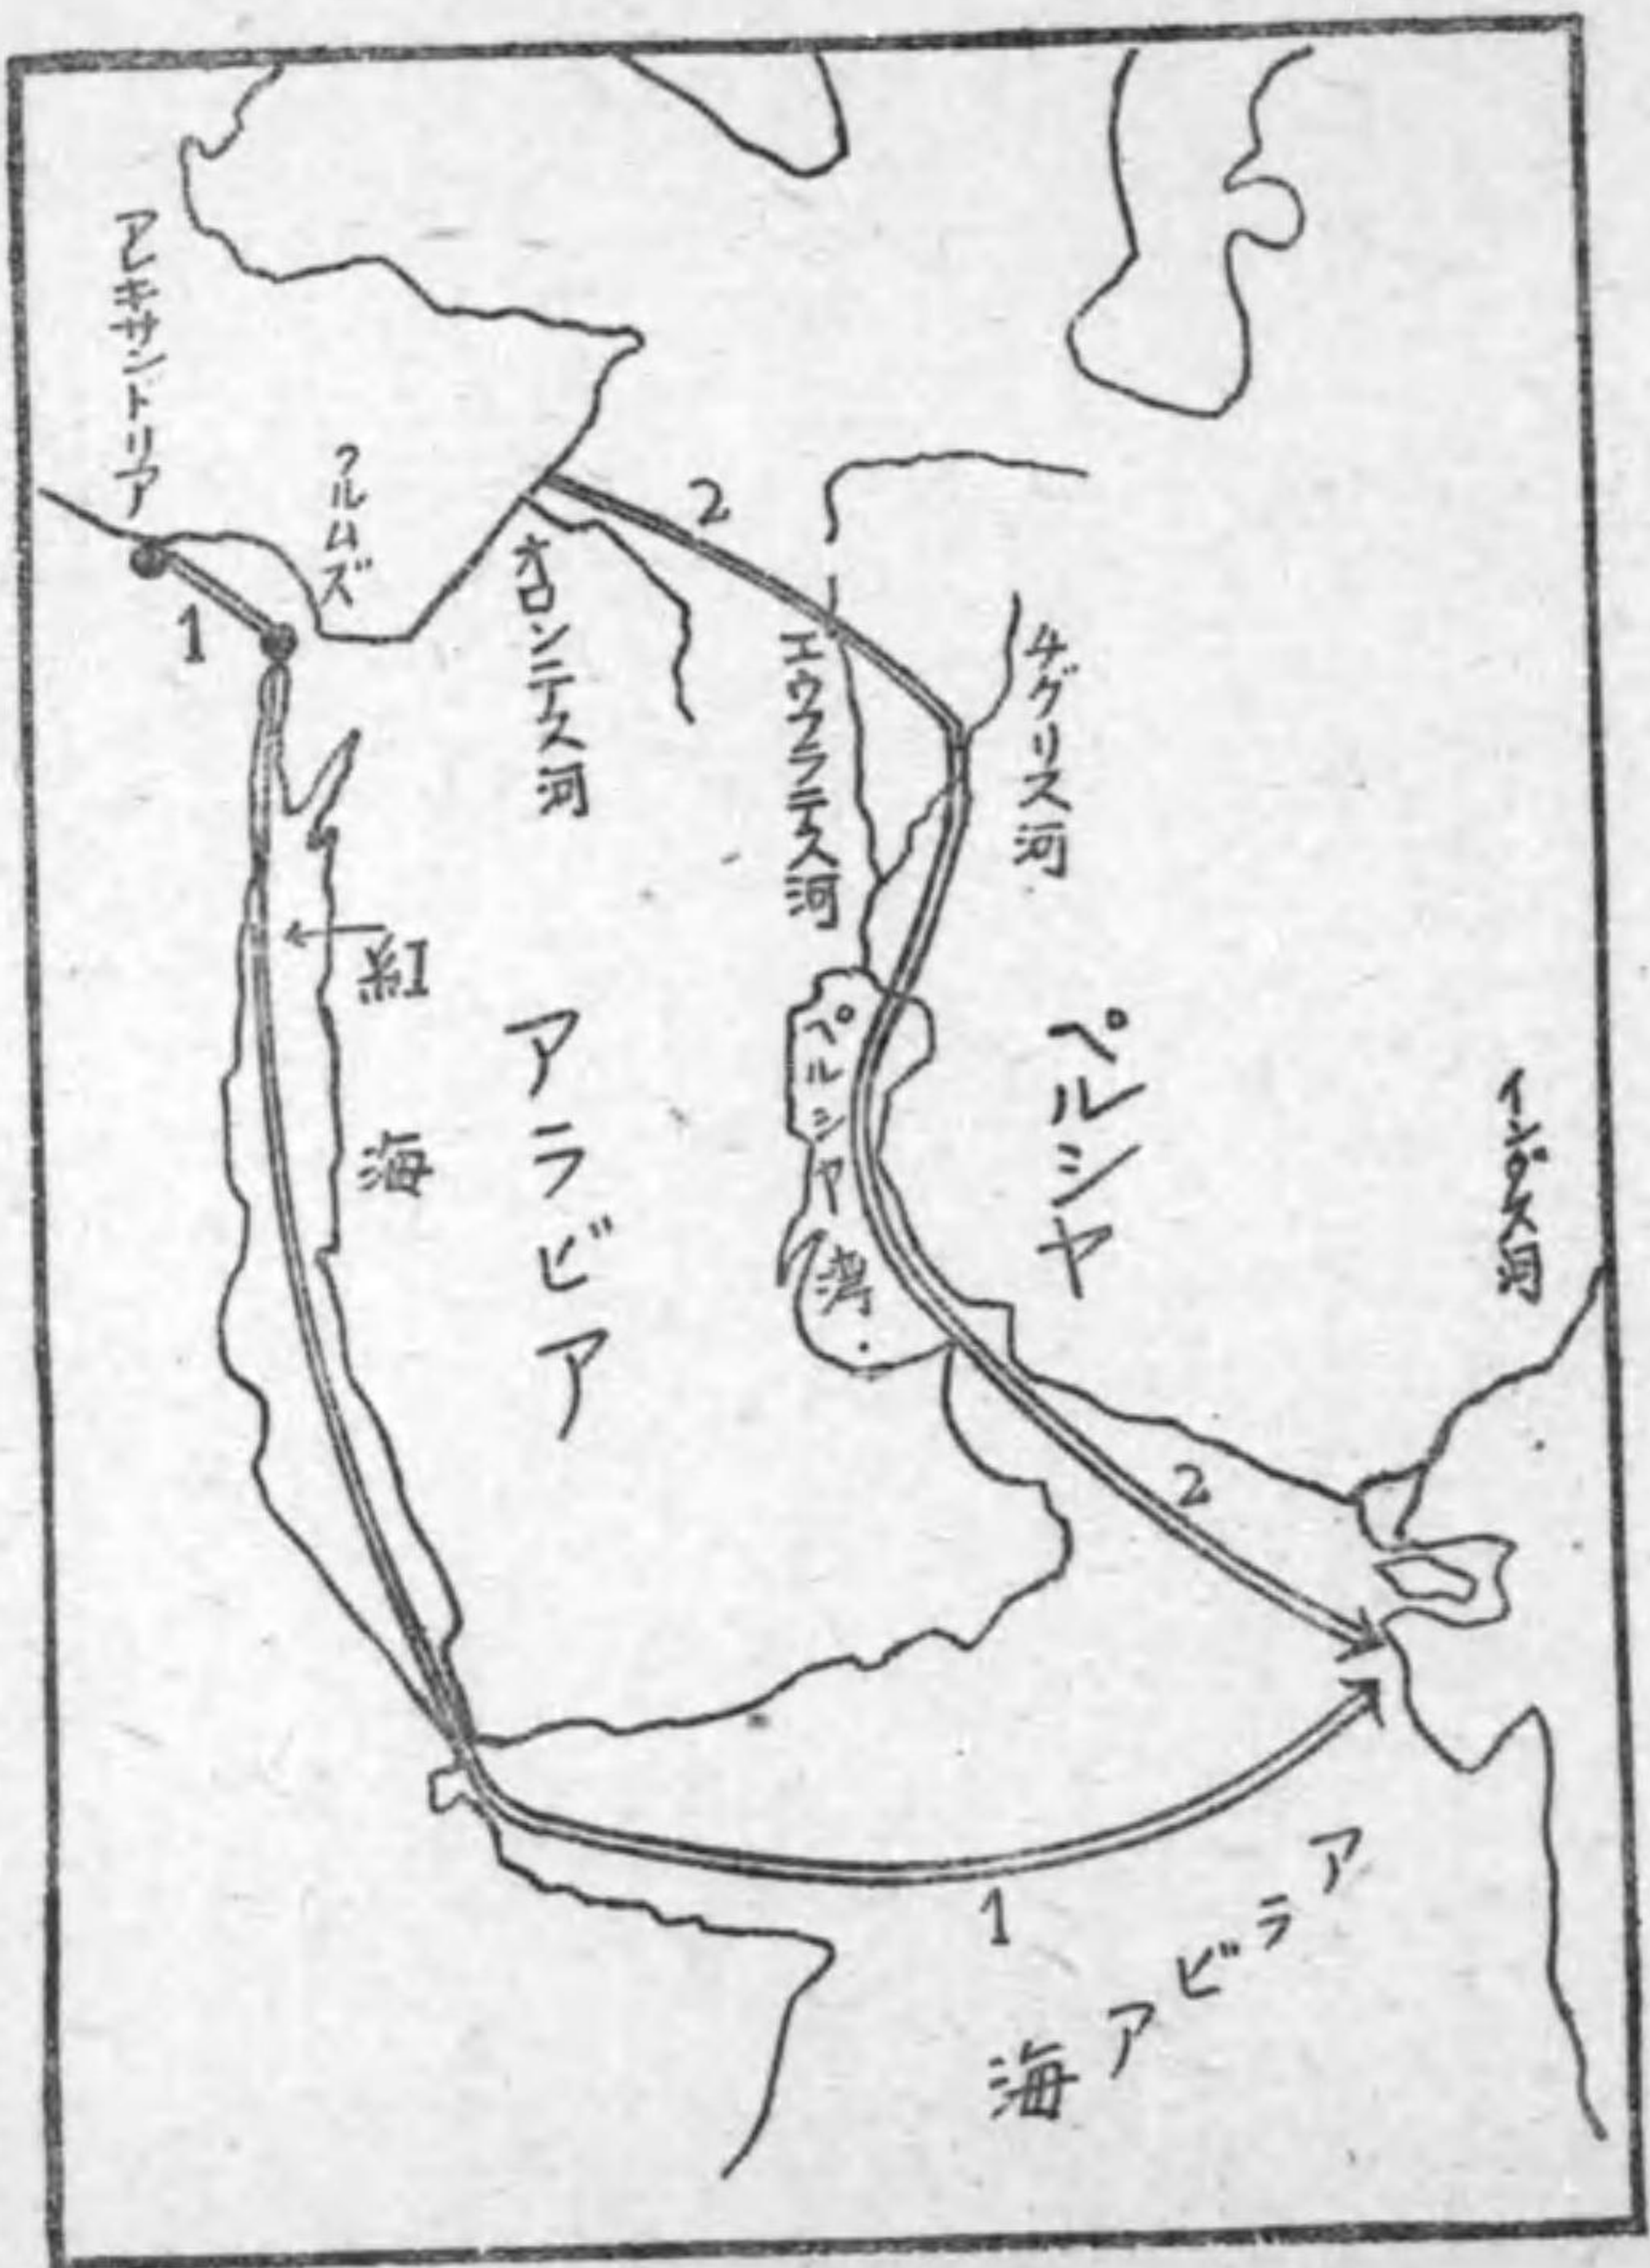 アレキサンドリア
クルムズ
1
2
オロンテス河
エウフラテス河
チグリス河
紅海
アラビア
ペルシヤ湾
ペルシヤ
インダス河
2
1
アラビア海